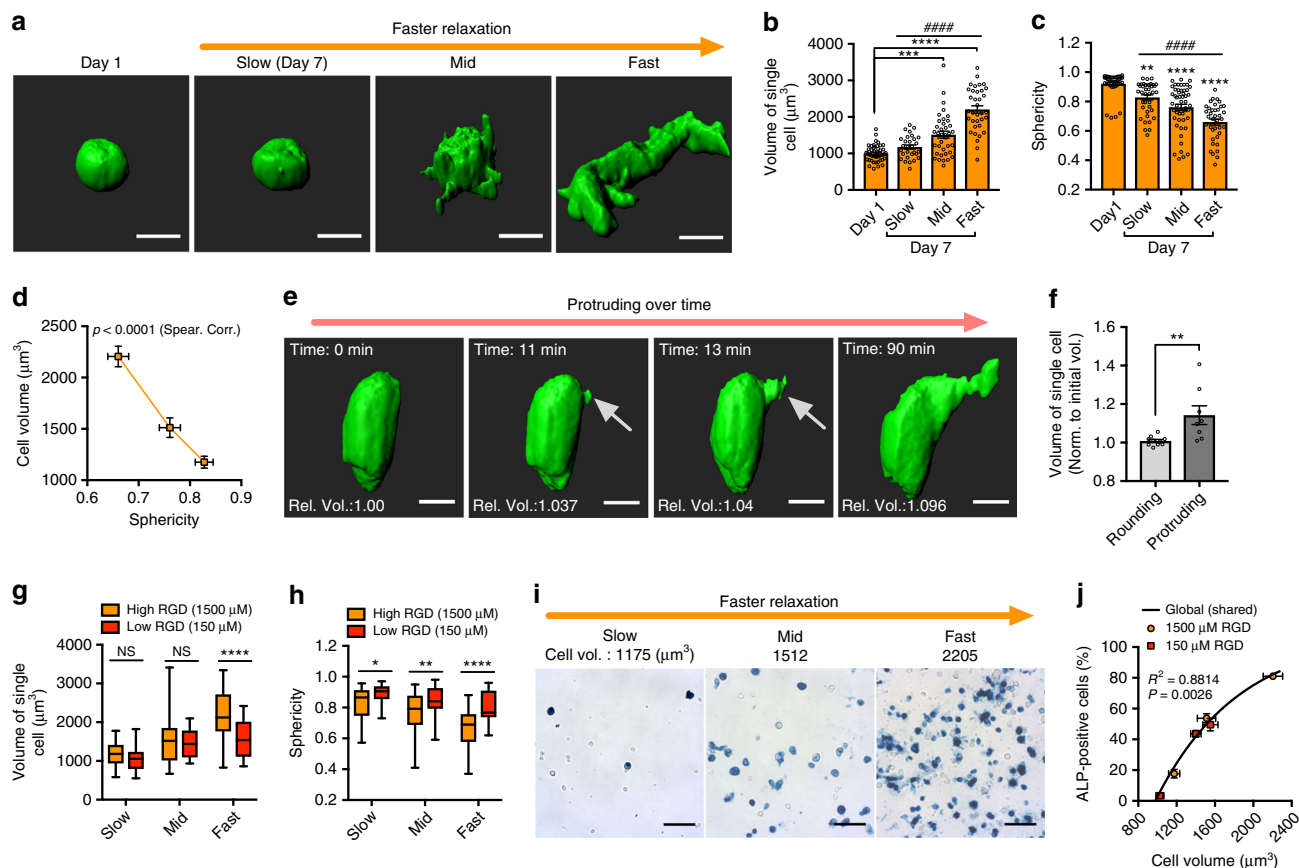 a
Faster relaxation
Day 1
Slow (Day 7)
Mid
Fast
b
Volume of single
cell (μm³)
4000
3000
2000
1000
0
####
****
***
Day 1
Slow
Mid
Fast
Day 7
c
Sphericity
1.2
1.0
0.8
0.6
0.4
0.2
####
**
****
****
Day1
Slow
Mid
Fast
Day 7
d
p < 0.0001 (Spear. Corr.)
Cell volume (μm³)
2500
2000
1500
1000
0.6
0.7
0.8
0.9
Sphericity
e
Protruding over time
Time: 0 min
Rel. Vol.:1.00
Time: 11 min
Rel. Vol.:1.037
Time: 13 min
Rel. Vol.:1.04
Time: 90 min
Rel. Vol.:1.096
f
Volume of single cell
(Norm. to initial vol.)
1.6
1.4
1.2
1.0
0.8
**
Rounding
Protruding
g
High RGD (1500 μM)
Low RGD (150 μM)
Volume of single
cell (μm³)
4000
3000
2000
1000
0
NS
NS
****
Slow
Mid
Fast
h
High RGD (1500 μM)
Low RGD (150 μM)
Sphericity
1.2
1.0
0.8
0.6
0.4
0.2
*
**
****
Slow
Mid
Fast
i
Faster relaxation
Slow
Mid
Fast
Cell vol. : 1175 (μm³)
1512
2205
j
Global (shared)
1500 μM RGD
150 μM RGD
R² = 0.8814
P = 0.0026
ALP-positive cells (%)
100
80
60
40
20
0
800
1200
1600
2000
2400
Cell volume (μm³)